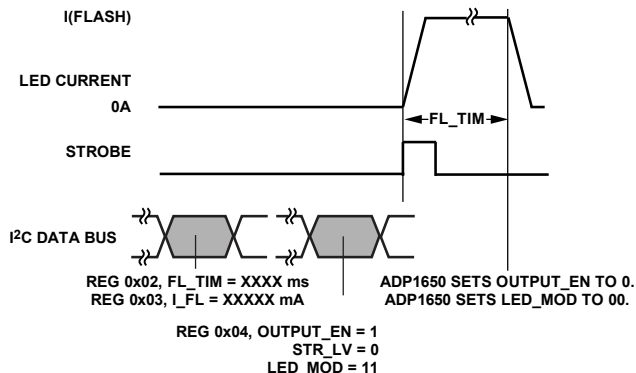 I(FLASH)
LED CURRENT
0A
FL_TIM
STROBE
I2C DATA BUS
REG 0x02, FL_TIM = XXXX ms
REG 0x03, I_FL = XXXXX mA
ADP1650 SETS OUTPUT_EN TO 0.
ADP1650 SETS LED_MOD TO 00.
REG 0x04, OUTPUT_EN = 1
STR_LV = 0
LED_MOD = 11